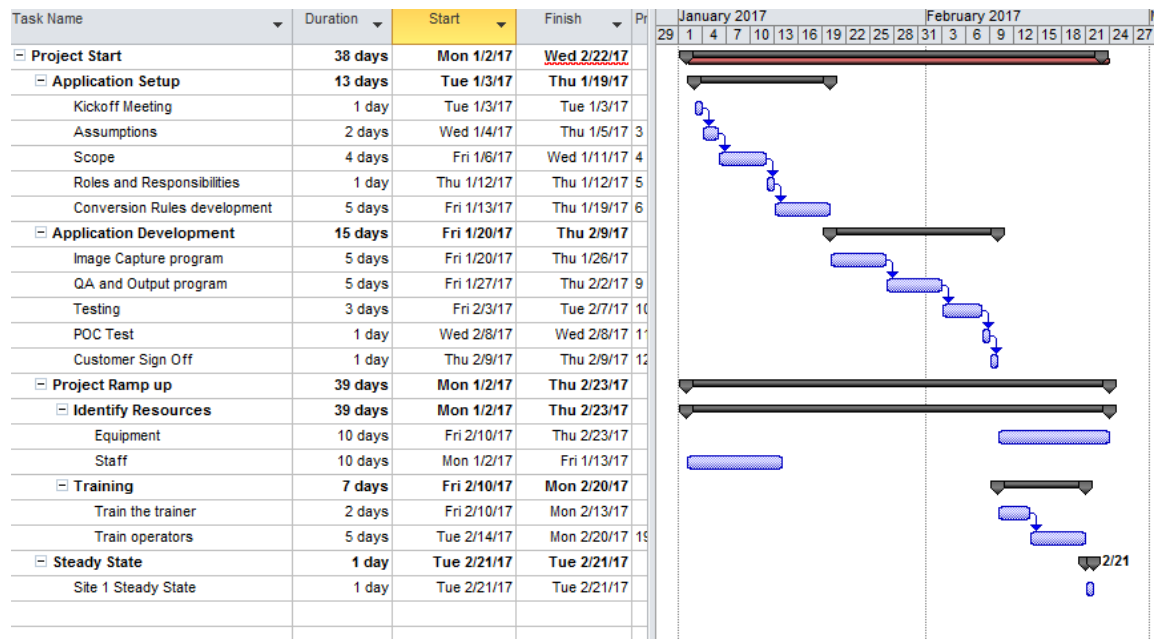 Task Name Duration Start Finish Pr January 2017 February 2017
29 1 4 7 10 13 16 19 22 25 28 31 3 6 9 12 15 18 21 24 27
Project Start 38 days Mon 1/2/17 Wed 2/22/17
Application Setup 13 days Tue 1/3/17 Thu 1/19/17
Kickoff Meeting 1 day Tue 1/3/17 Tue 1/3/17
Assumptions 2 days Wed 1/4/17 Thu 1/5/17 3
Scope 4 days Fri 1/6/17 Wed 1/11/17 4
Roles and Responsibilities 1 day Thu 1/12/17 Thu 1/12/17 5
Conversion Rules development 5 days Fri 1/13/17 Thu 1/19/17 6
Application Development 15 days Fri 1/20/17 Thu 2/9/17
Image Capture program 5 days Fri 1/20/17 Thu 1/26/17
QA and Output program 5 days Fri 1/27/17 Thu 2/2/17 9
Testing 3 days Fri 2/3/17 Tue 2/7/17 10
POC Test 1 day Wed 2/8/17 Wed 2/8/17 11
Customer Sign Off 1 day Thu 2/9/17 Thu 2/9/17 12
Project Ramp up 39 days Mon 1/2/17 Thu 2/23/17
Identify Resources 39 days Mon 1/2/17 Thu 2/23/17
Equipment 10 days Fri 2/10/17 Thu 2/23/17
Staff 10 days Mon 1/2/17 Fri 1/13/17
Training 7 days Fri 2/10/17 Mon 2/20/17
Train the trainer 2 days Fri 2/10/17 Mon 2/13/17
Train operators 5 days Tue 2/14/17 Mon 2/20/17 19
Steady State 1 day Tue 2/21/17 Tue 2/21/17 2/21
Site 1 Steady State 1 day Tue 2/21/17 Tue 2/21/17